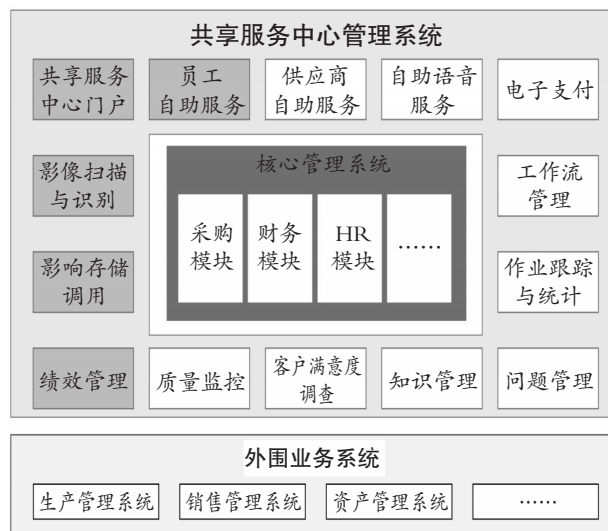 共享服务中心管理系统
共享服务
中心门户
员工
自助服务
供应商
自助服务
自助语音
服务
电子支付
影像扫描
与识别
核心管理系统
工作流
管理
采购
模块
财务
模块
HR
模块
……
影响存储
调用
作业跟踪
与统计
绩效管理
质量监控
客户满意度
调查
知识管理
问题管理
外围业务系统
生产管理系统
销售管理系统
资产管理系统
……